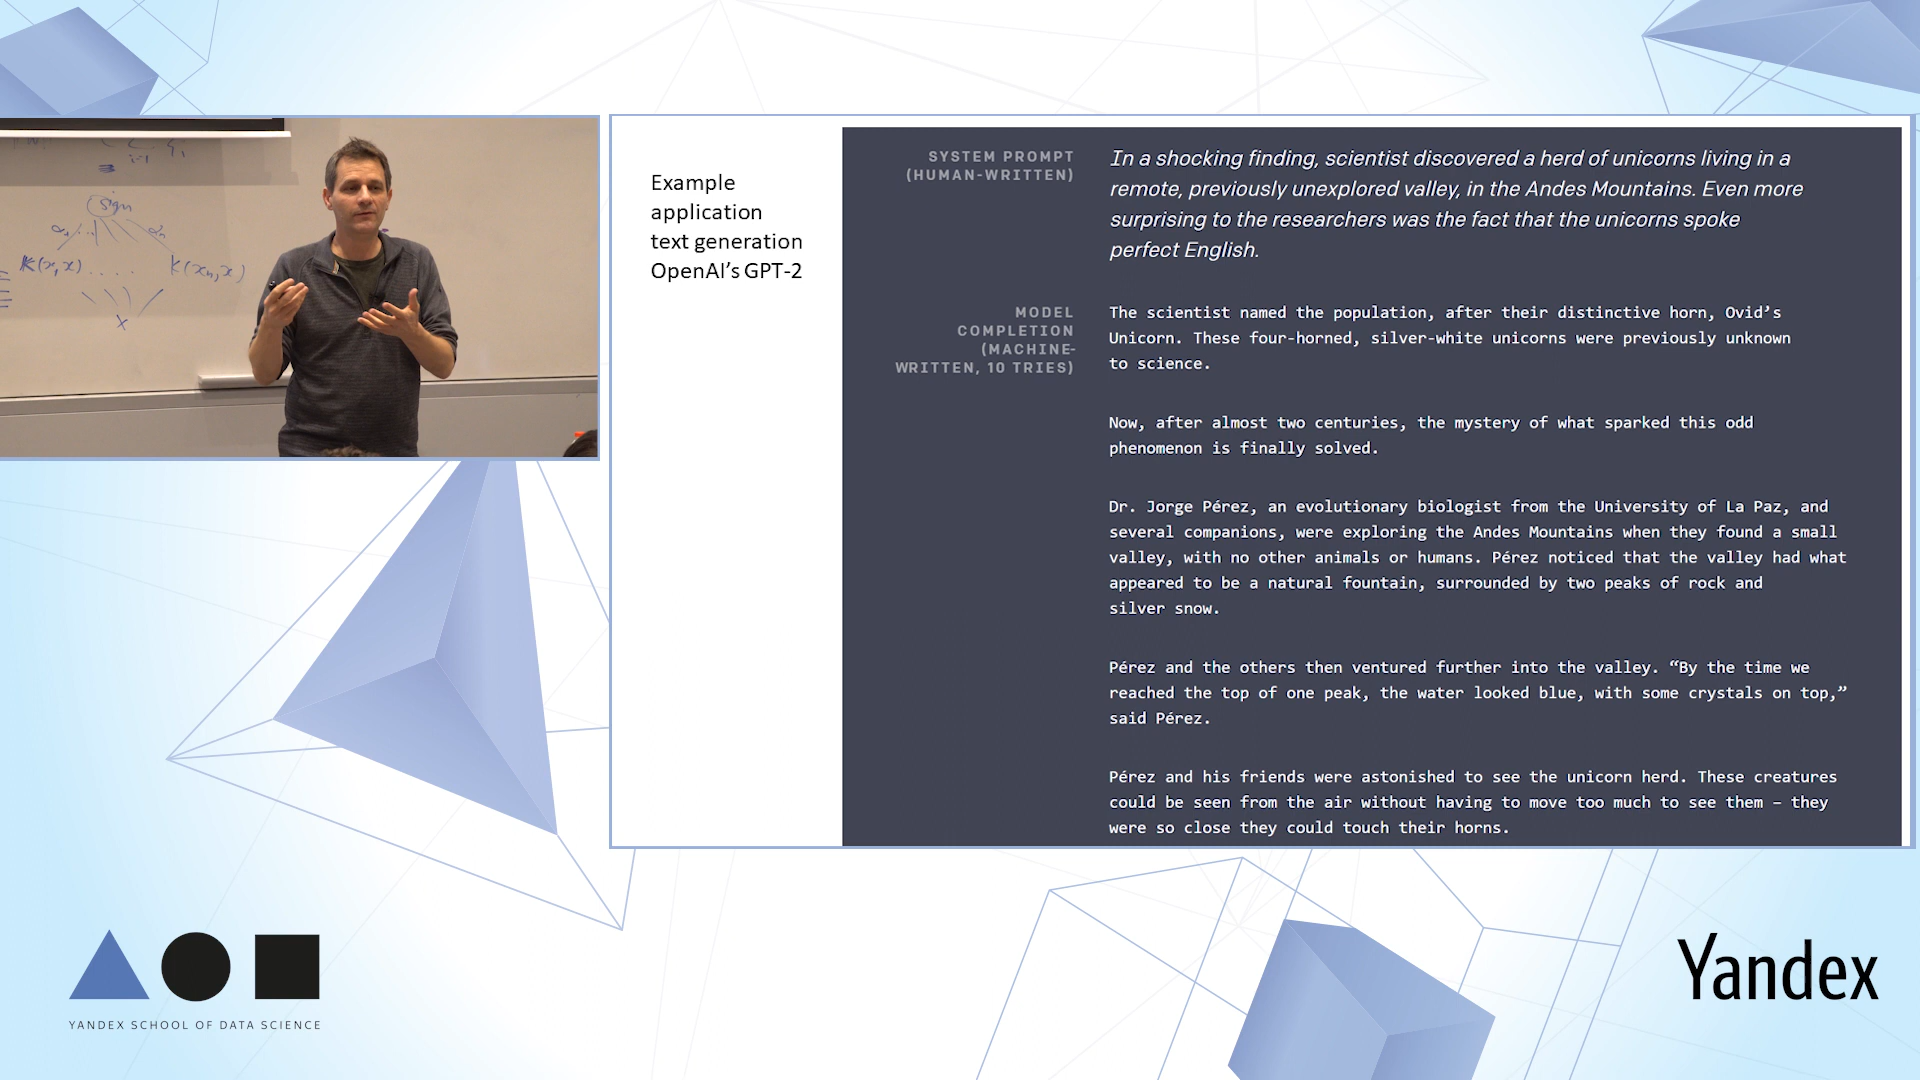 i=1
Sign
K(x,x)....
K(xn,x)
x
Example
application
text generation
OpenAI’s GPT-2
SYSTEM PROMPT
(HUMAN-WRITTEN)
In a shocking finding, scientist discovered a herd of unicorns living in a
remote, previously unexplored valley, in the Andes Mountains. Even more
surprising to the researchers was the fact that the unicorns spoke
perfect English.
MODEL
COMPLETION
(MACHINE-
WRITTEN, 10 TRIES)
The scientist named the population, after their distinctive horn, Ovid’s
Unicorn. These four-horned, silver-white unicorns were previously unknown
to science.
Now, after almost two centuries, the mystery of what sparked this odd
phenomenon is finally solved.
Dr. Jorge Pérez, an evolutionary biologist from the University of La Paz, and
several companions, were exploring the Andes Mountains when they found a small
valley, with no other animals or humans. Pérez noticed that the valley had what
appeared to be a natural fountain, surrounded by two peaks of rock and
silver snow.
Pérez and the others then ventured further into the valley. “By the time we
reached the top of one peak, the water looked blue, with some crystals on top,”
said Pérez.
Pérez and his friends were astonished to see the unicorn herd. These creatures
could be seen from the air without having to move too much to see them – they
were so close they could touch their horns.
YANDEX SCHOOL OF DATA SCIENCE
Yandex